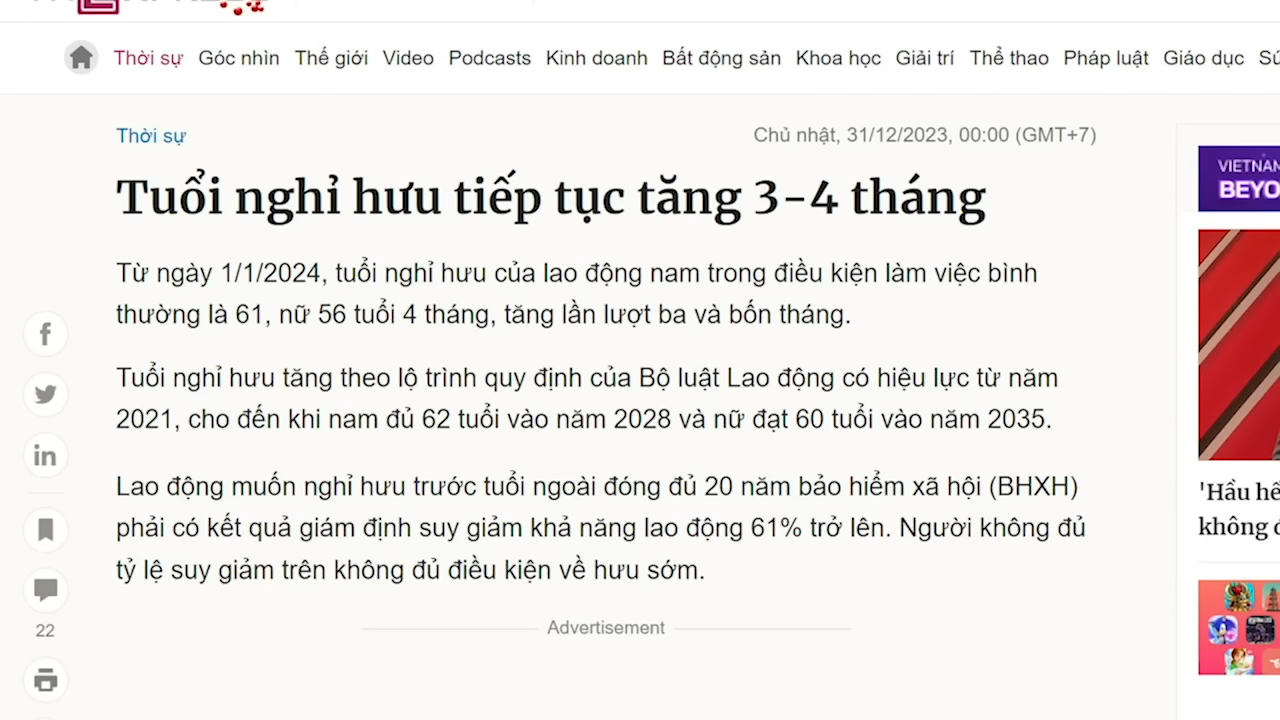 Thời sự Góc nhìn Thế giới Video Podcasts Kinh doanh Bất động sản Khoa học Giải trí Thể thao Pháp luật Giáo dục
Thời sự
Chủ nhật, 31/12/2023, 00:00 (GMT+7)
Tuổi nghỉ hưu tiếp tục tăng 3-4 tháng
Từ ngày 1/1/2024, tuổi nghỉ hưu của lao động nam trong điều kiện làm việc bình
thường là 61, nữ 56 tuổi 4 tháng, tăng lần lượt ba và bốn tháng.
Tuổi nghỉ hưu tăng theo lộ trình quy định của Bộ luật Lao động có hiệu lực từ năm
2021, cho đến khi nam đủ 62 tuổi vào năm 2028 và nữ đạt 60 tuổi vào năm 2035.
Lao động muốn nghỉ hưu trước tuổi ngoài đóng đủ 20 năm bảo hiểm xã hội (BHXH)
phải có kết quả giám định suy giảm khả năng lao động 61% trở lên. Người không đủ
tỷ lệ suy giảm trên không đủ điều kiện về hưu sớm.
Advertisement
22
VIETNAM
BEYO
'Hầu hế
không